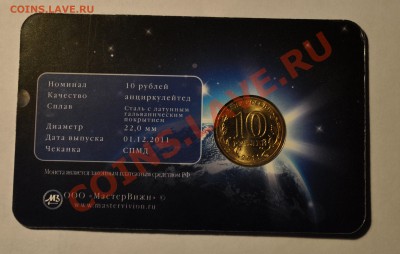 COINS.LAVE.RU
COINS.LAVE.RU
Номинал 10 рублей
Качество анциркулейтед
Сплав Сталь с латунным
гальваническим
покрытием
Диаметр 22,0 мм
Дата выпуска 01.12.2011
Чеканка СПМД
Монета является законным платежным средством РФ
10
РУБЛЕЙ
МВ ООО «МастерВижн» ©
www.mastervision.ru